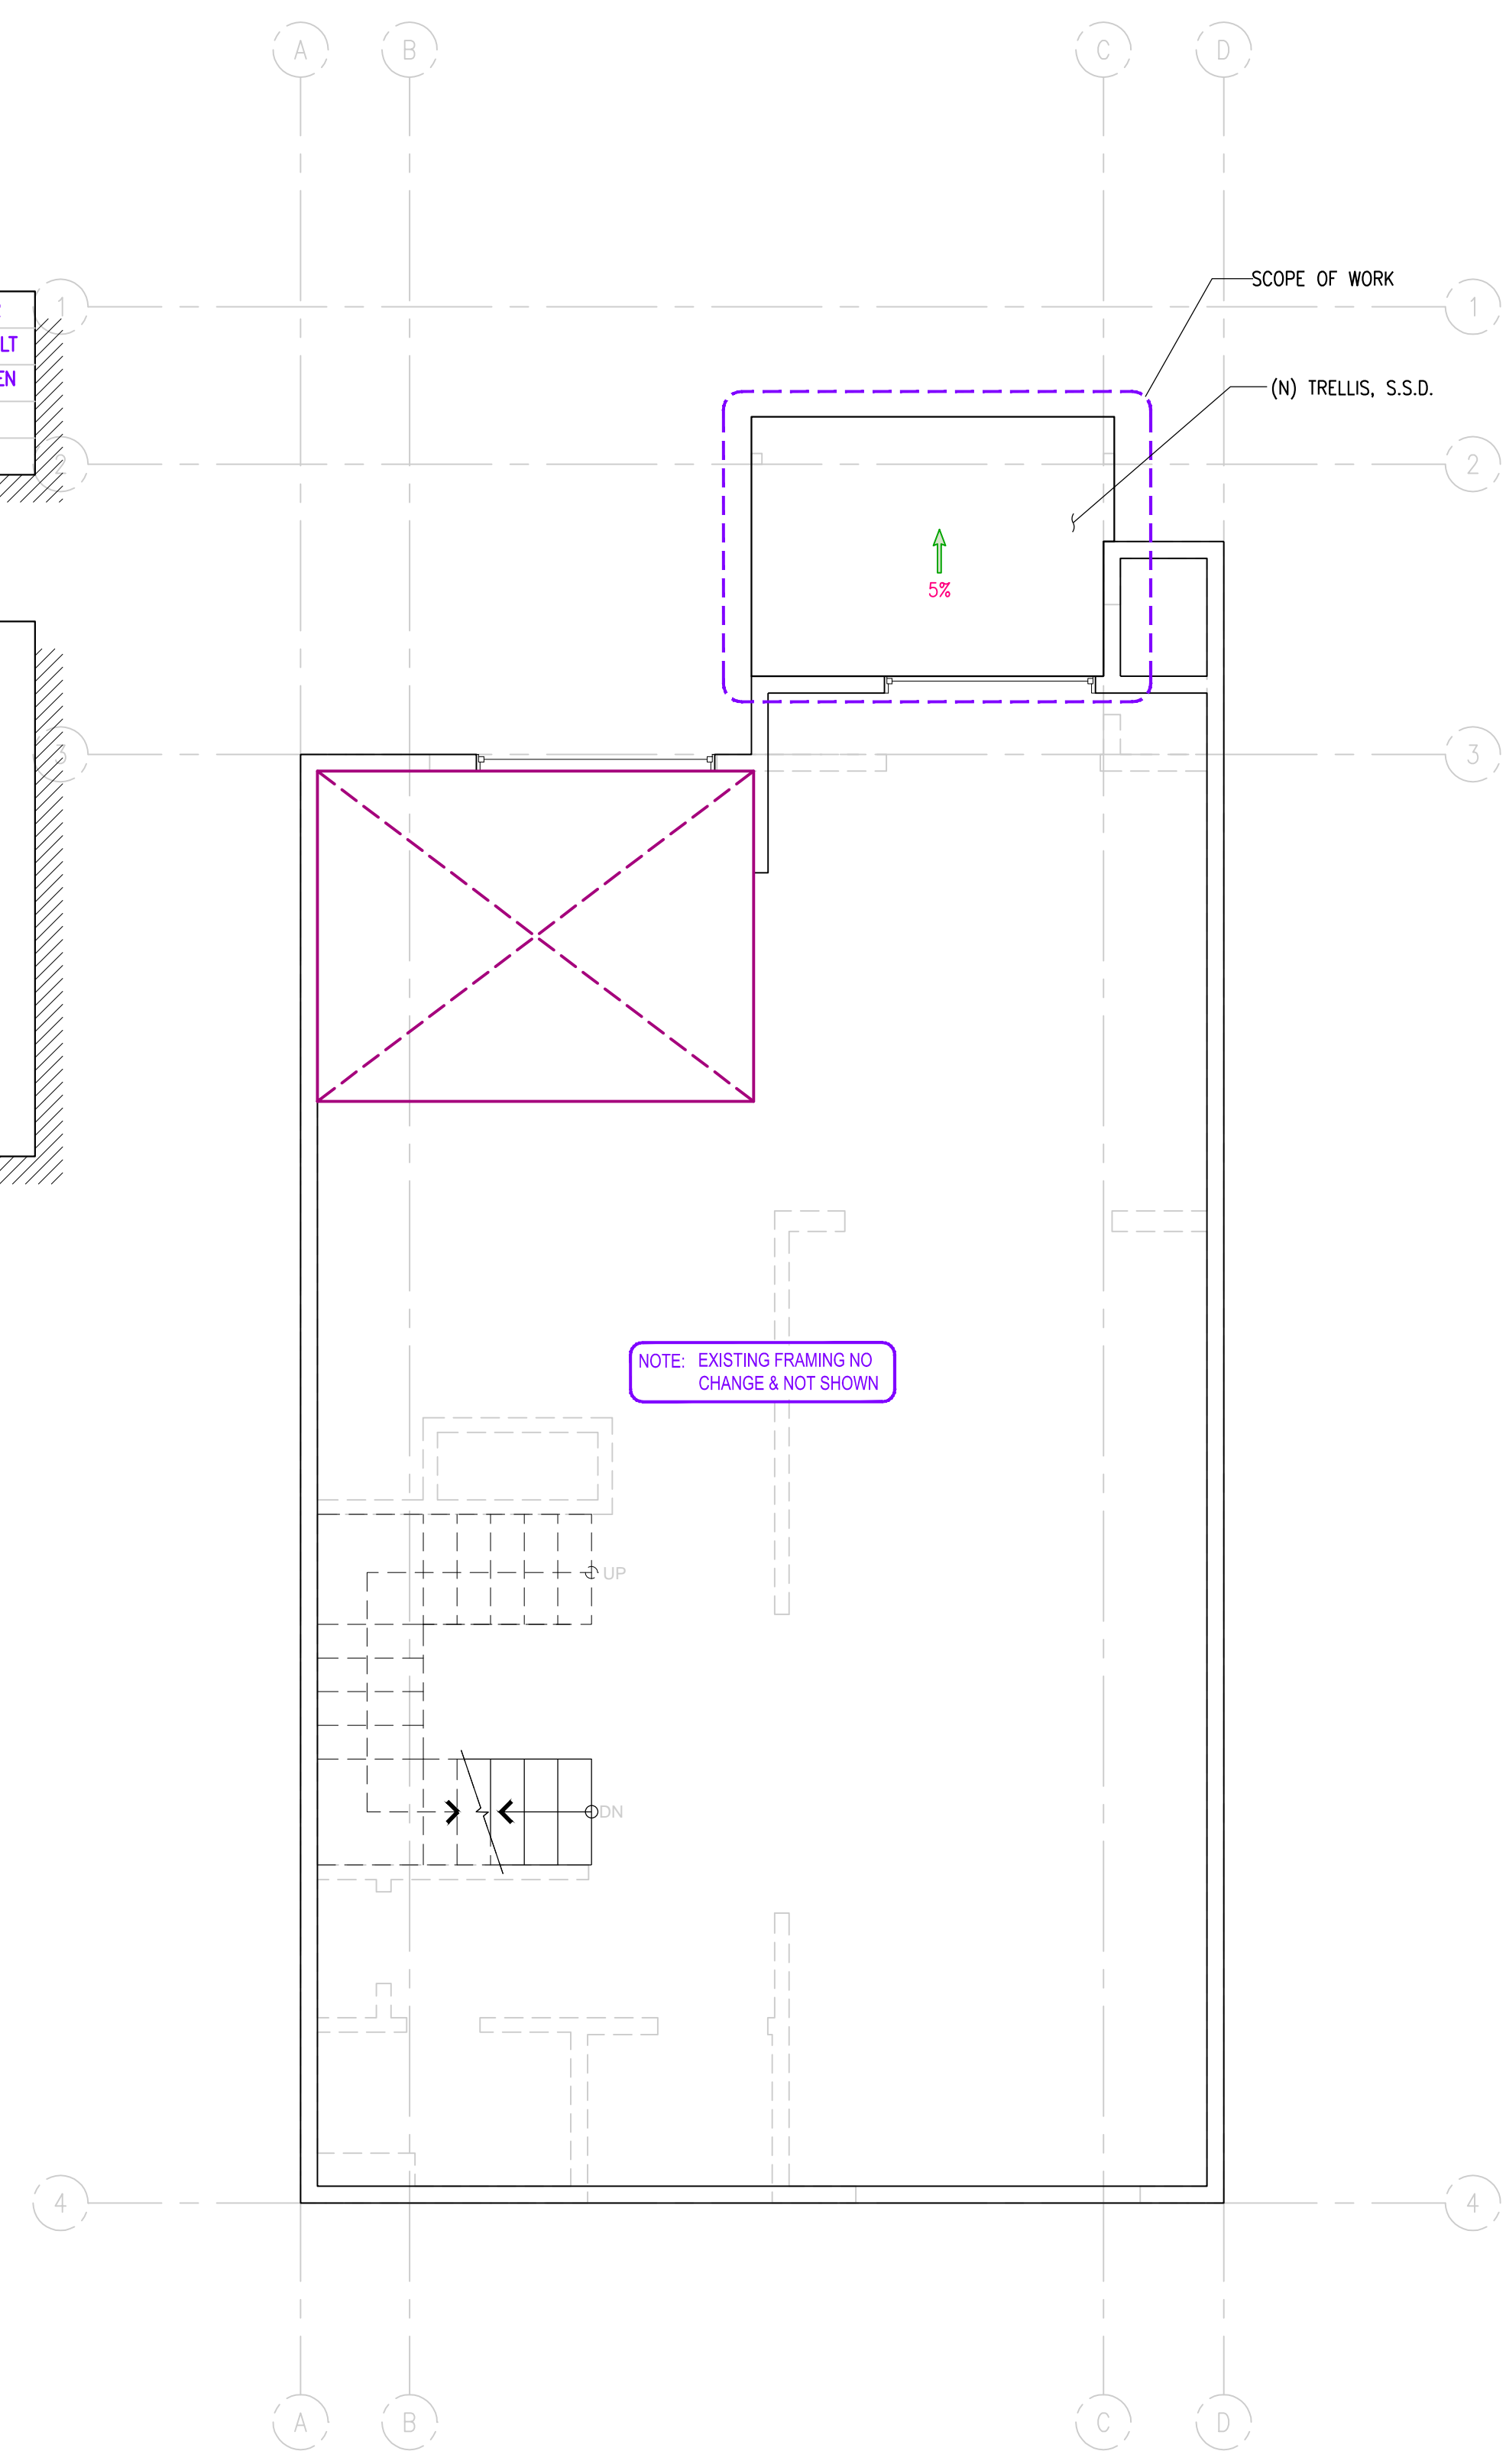 A
B
C
D
SCOPE OF WORK
1
1
LT
EN
(N) TRELLIS, S.S.D.
2
2
5%
3
3
NOTE: EXISTING FRAMING NO
CHANGE & NOT SHOWN
UP
DN
4
4
A
B
C
D